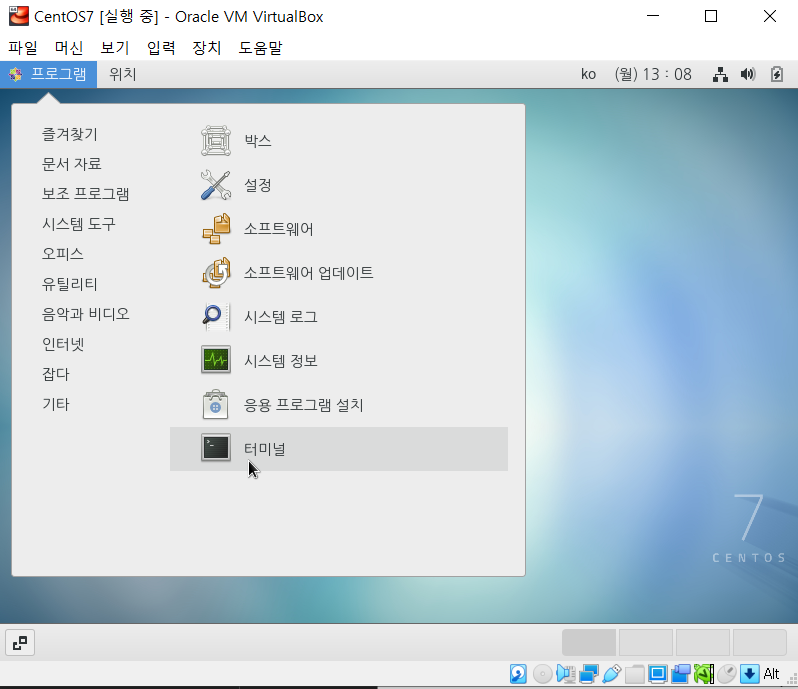 CentOS7 [실행 중] - Oracle VM VirtualBox
파일 머신 보기 입력 장치 도움말
프로그램 위치 ko (월) 13 : 08
즐겨찾기
문서 자료
보조 프로그램
시스템 도구
오피스
유틸리티
음악과 비디오
인터넷
잡다
기타
박스
설정
소프트웨어
소프트웨어 업데이트
시스템 로그
시스템 정보
응용 프로그램 설치
터미널
7
CENTOS
Alt